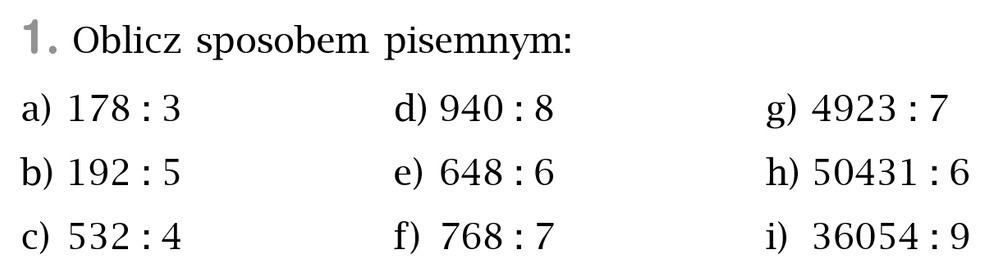 1. Oblicz sposobem pisemnym:
a) 178 : 3 d) 940 : 8 g) 4923 : 7
b) 192 : 5 e) 648 : 6 h) 50431 : 6
c) 532 : 4 f) 768 : 7 i) 36054 : 9